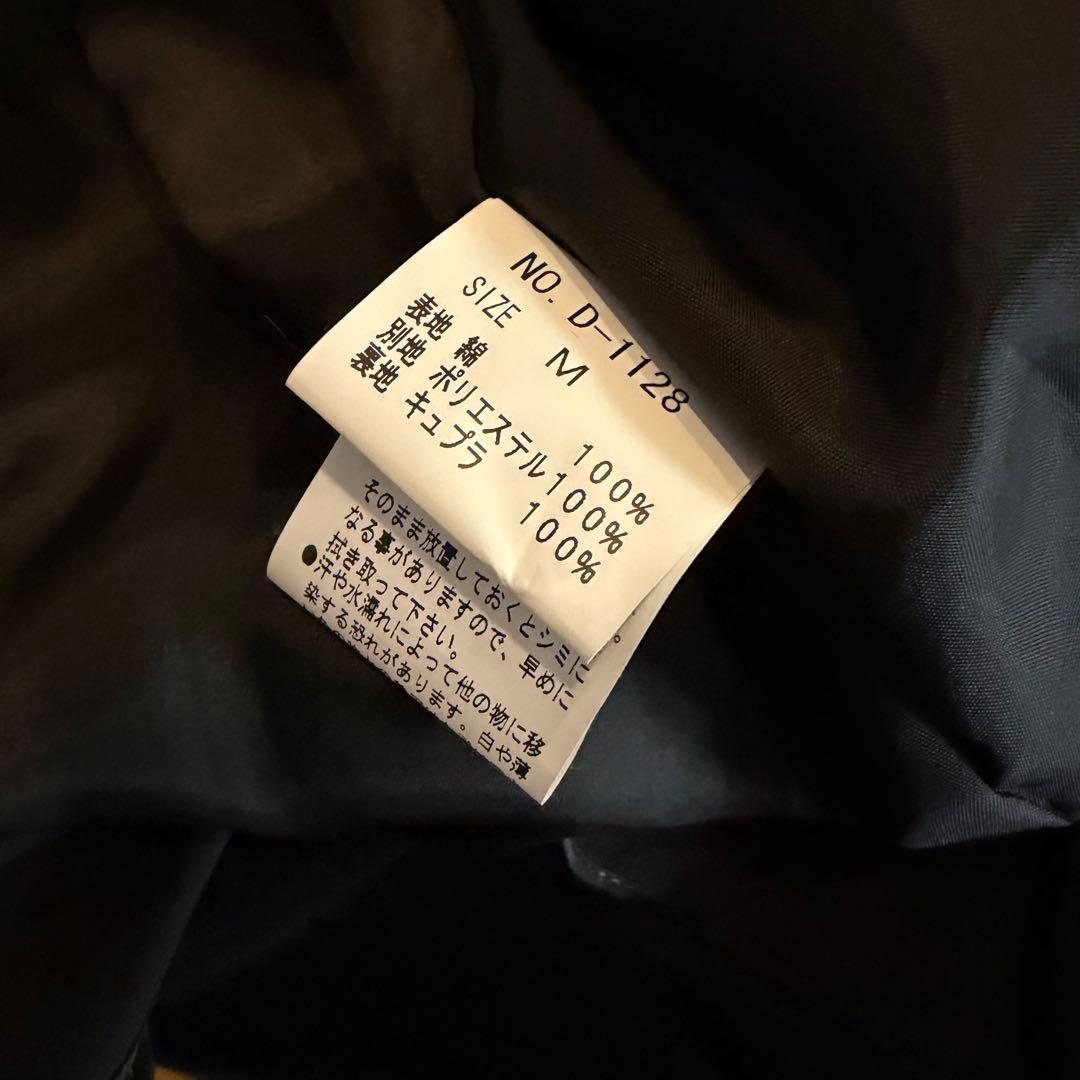 NO. D-1128
SIZE M
表地 綿 100%
別地 ポリエステル100%
裏地 キュプラ 100%
そのまま放置しておくとシミに
なる事がありますので、早めに
拭き取って下さい。
●汗や水濡れによって他の物に移
染する恐れがあります。白や薄